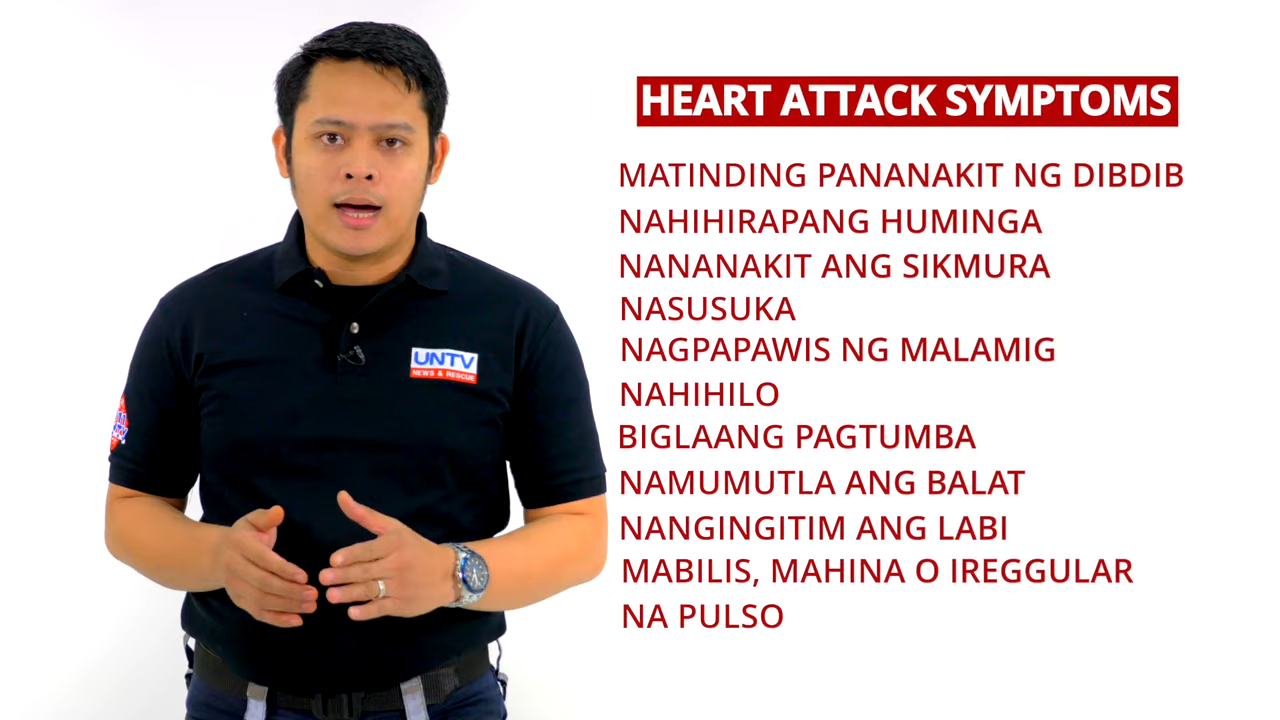 HEART ATTACK SYMPTOMS
MATINDING PANANAKIT NG DIBDIB
NAHIHIRAPANG HUMINGA
NANANAKIT ANG SIKMURA
NASUSUKA
NAGPAPAWIS NG MALAMIG
NAHIHILO
BIGLAANG PAGTUMBA
NAMUMUTLA ANG BALAT
NANGINGITIM ANG LABI
MABILIS, MAHINA O IREGGULAR
NA PULSO
UNTV
NEWS & RESCUE